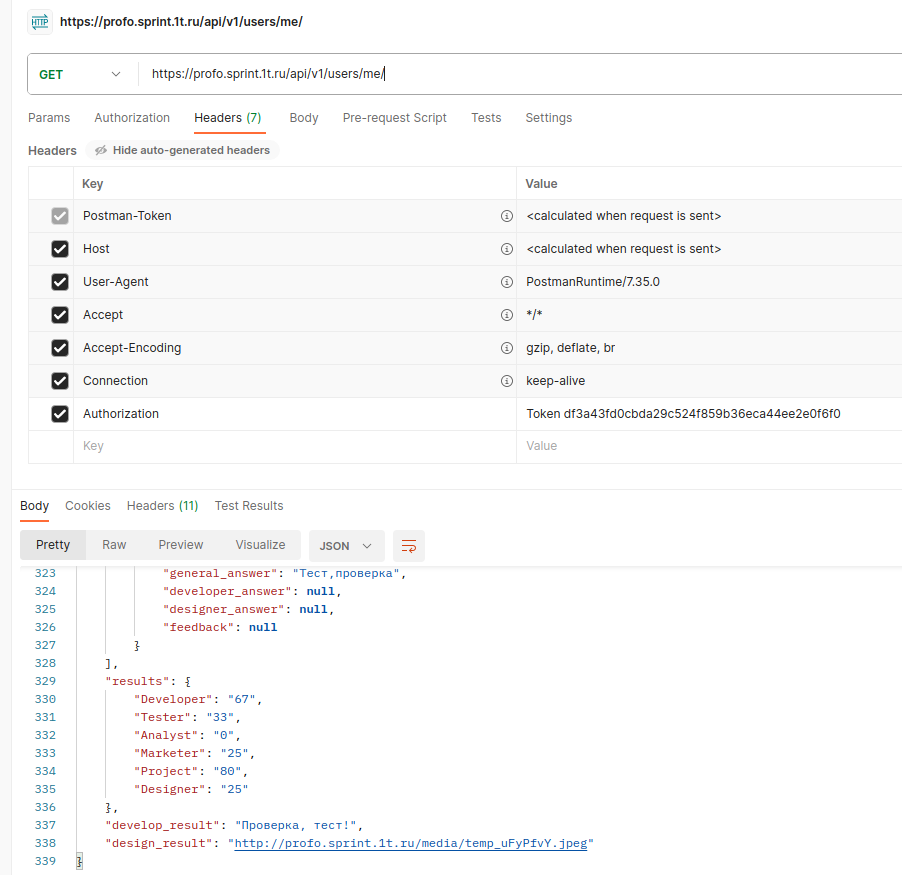 HTTP https://profo.sprint.1t.ru/api/v1/users/me/
GET https://profo.sprint.1t.ru/api/v1/users/me/
Params Authorization Headers (7) Body Pre-request Script Tests Settings
Headers Hide auto-generated headers
Key Value
Postman-Token <calculated when request is sent>
Host <calculated when request is sent>
User-Agent PostmanRuntime/7.35.0
Accept */*
Accept-Encoding gzip, deflate, br
Connection keep-alive
Authorization Token df3a43fd0cbda29c524f859b36eca44ee2e0f6f0
Key Value
Body Cookies Headers (11) Test Results
Pretty Raw Preview Visualize JSON
323 "general_answer": "Тест,проверка",
324 "developer_answer": null,
325 "designer_answer": null,
326 "feedback": null
327 }
328 ],
329 "results": {
330 "Developer": "67",
331 "Tester": "33",
332 "Analyst": "0",
333 "Marketer": "25",
334 "Project": "80",
335 "Designer": "25"
336 },
337 "develop_result": "Проверка, тест!",
338 "design_result": "http://profo.sprint.1t.ru/media/temp_uFyPfvY.jpeg"
339 }